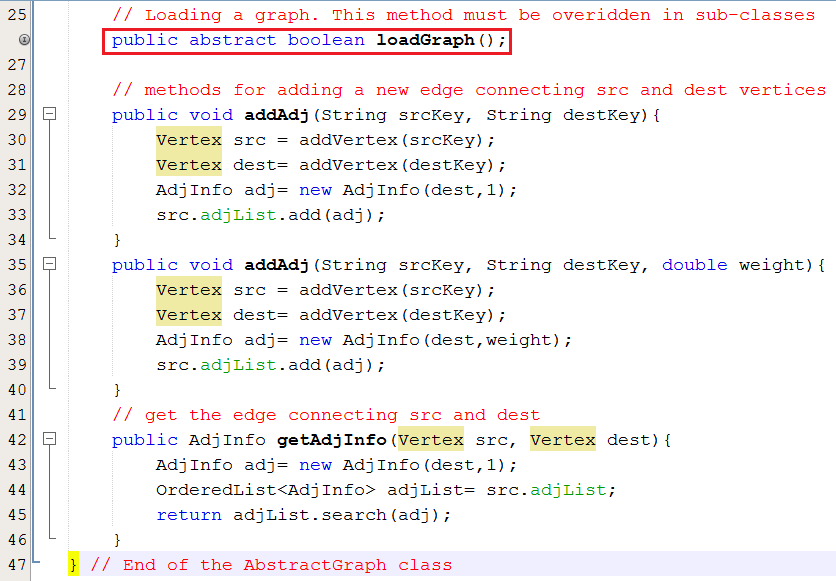 25 // Loading a graph. This method must be overidden in sub-classes
public abstract boolean loadGraph();
27
28 // methods for adding a new edge connecting src and dest vertices
29 public void addAdj(String srcKey, String destKey){
30 Vertex src = addVertex(srcKey);
31 Vertex dest= addVertex(destKey);
32 AdjInfo adj= new AdjInfo(dest,1);
33 src.adjList.add(adj);
34 }
35 public void addAdj(String srcKey, String destKey, double weight){
36 Vertex src = addVertex(srcKey);
37 Vertex dest= addVertex(destKey);
38 AdjInfo adj= new AdjInfo(dest,weight);
39 src.adjList.add(adj);
40 }
41 // get the edge connecting src and dest
42 public AdjInfo getAdjInfo(Vertex src, Vertex dest){
43 AdjInfo adj= new AdjInfo(dest,1);
44 OrderedList<AdjInfo> adjList= src.adjList;
45 return adjList.search(adj);
46 }
47 } // End of the AbstractGraph class